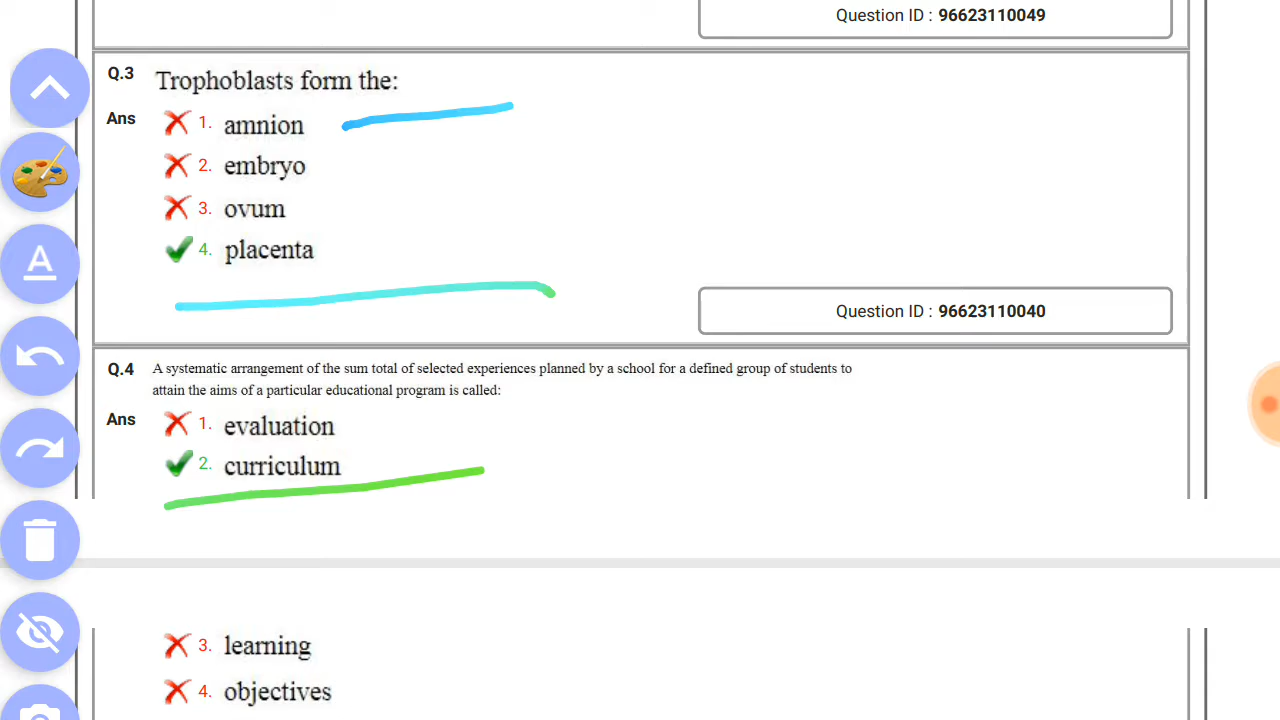 Question ID : 96623110049
Q.3 Trophoblasts form the:
Ans 1. amnion
2. embryo
3. ovum
4. placenta
Question ID : 96623110040
Q.4 A systematic arrangement of the sum total of selected experiences planned by a school for a defined group of students to
attain the aims of a particular educational program is called:
Ans 1. evaluation
2. curriculum
3. learning
4. objectives
A